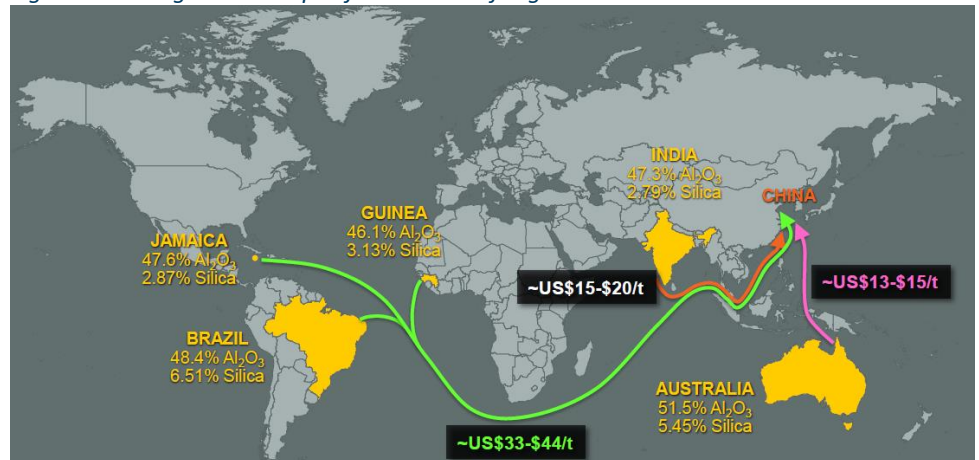 INDIA
47.3% Al₂O₃
2.79% Silica
CHINA
GUINEA
46.1% Al₂O₃
3.13% Silica
JAMAICA
47.6% Al₂O₃
2.87% Silica
~US$15-$20/t
~US$13-$15/t
BRAZIL
48.4% Al₂O₃
6.51% Silica
AUSTRALIA
51.5% Al₂O₃
5.45% Silica
~US$33-$44/t